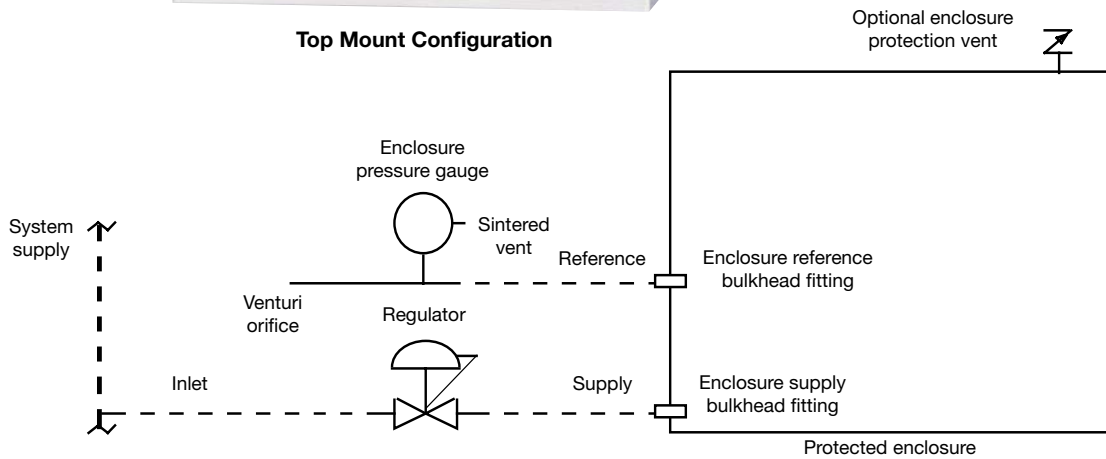 Top Mount Configuration
Optional enclosure
protection vent
Enclosure
pressure gauge
System
supply
Sintered
vent
Reference
Enclosure reference
bulkhead fitting
Venturi
orifice
Regulator
Inlet
Supply
Enclosure supply
bulkhead fitting
Protected enclosure